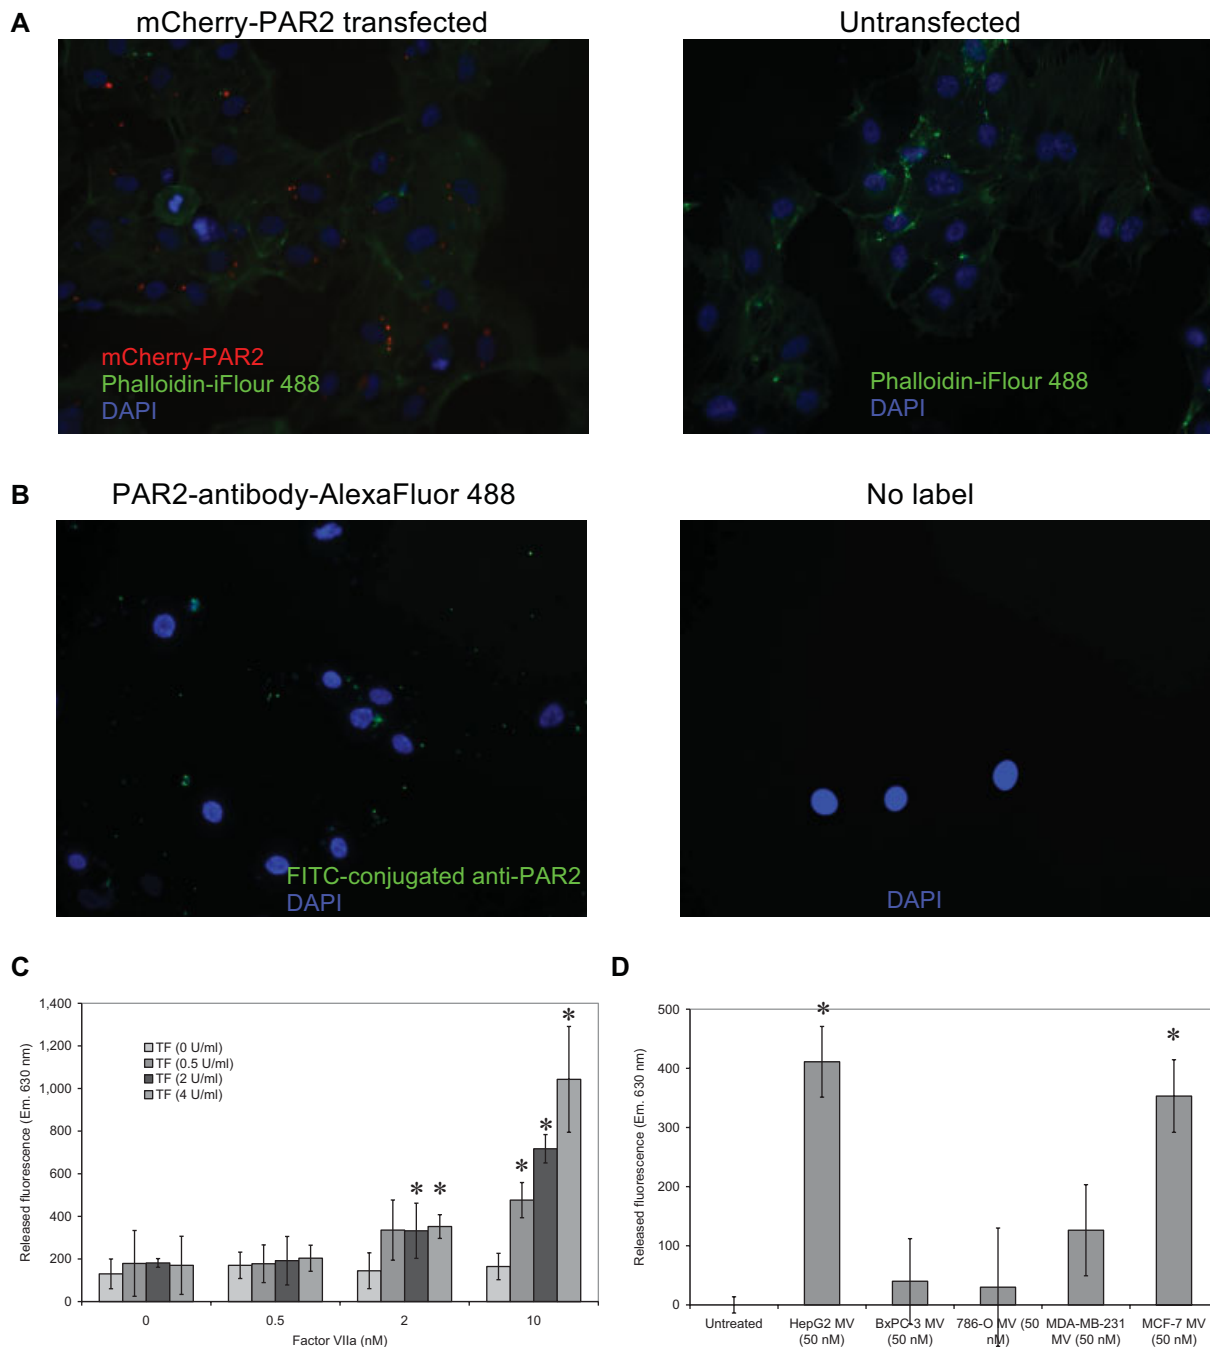 A
mCherry-PAR2 transfected
Untransfected
mCherry-PAR2
Phalloidin-iFlour 488
DAPI
Phalloidin-iFlour 488
DAPI
B
PAR2-antibody-AlexaFluor 488
No label
FITC-conjugated anti-PAR2
DAPI
DAPI
C
Released fluorescence (Em. 630 nm)
1,400
1,200
1,000
800
600
400
200
0
TF (0 U/ml)
TF (0.5 U/ml)
TF (2 U/ml)
TF (4 U/ml)
* * * * *
0 0.5 2 10
Factor VIIa (nM)
D
Released fluorescence (Em. 630 nm)
500
400
300
200
100
0
* *
Untreated
HepG2 MV
(50 nM)
BxPC-3 MV
(50 nM)
786-O MV (50
nM)
MDA-MB-231
MV (50 nM)
MCF-7 MV
(50 nM)